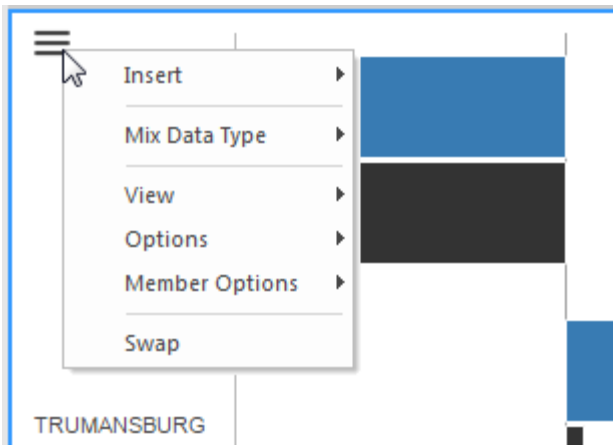 Insert
Mix Data Type
View
Options
Member Options
Swap
TRUMANSBURG